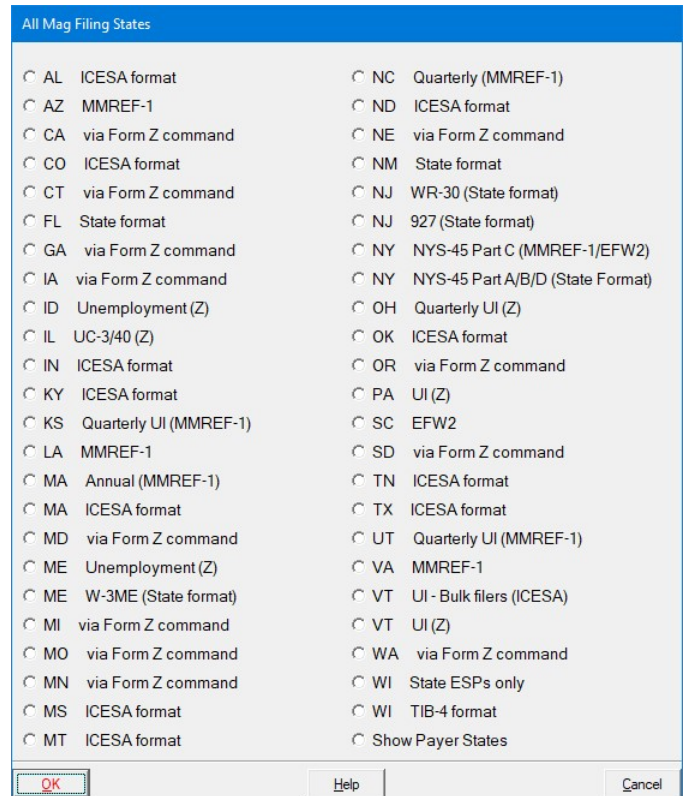 All Mag Filing States
AL ICESA format
AZ MMREF-1
CA via Form Z command
CO ICESA format
CT via Form Z command
FL State format
GA via Form Z command
IA via Form Z command
ID Unemployment (Z)
IL UC-3/40 (Z)
IN ICESA format
KY ICESA format
KS Quarterly UI (MMREF-1)
LA MMREF-1
MA Annual (MMREF-1)
MA ICESA format
MD via Form Z command
ME Unemployment (Z)
ME W-3ME (State format)
MI via Form Z command
MO via Form Z command
MN via Form Z command
MS ICESA format
MT ICESA format
NC Quarterly (MMREF-1)
ND ICESA format
NE via Form Z command
NM State format
NJ WR-30 (State format)
NJ 927 (State format)
NY NYS-45 Part C (MMREF-1/EFW2)
NY NYS-45 Part A/B/D (State Format)
OH Quarterly UI (Z)
OK ICESA format
OR via Form Z command
PA UI (Z)
SC EFW2
SD via Form Z command
TN ICESA format
TX ICESA format
UT Quarterly UI (MMREF-1)
VA MMREF-1
VT UI - Bulk filers (ICESA)
VT UI (Z)
WA via Form Z command
WI State ESPs only
WI TIB-4 format
Show Payer States
OK Help Cancel